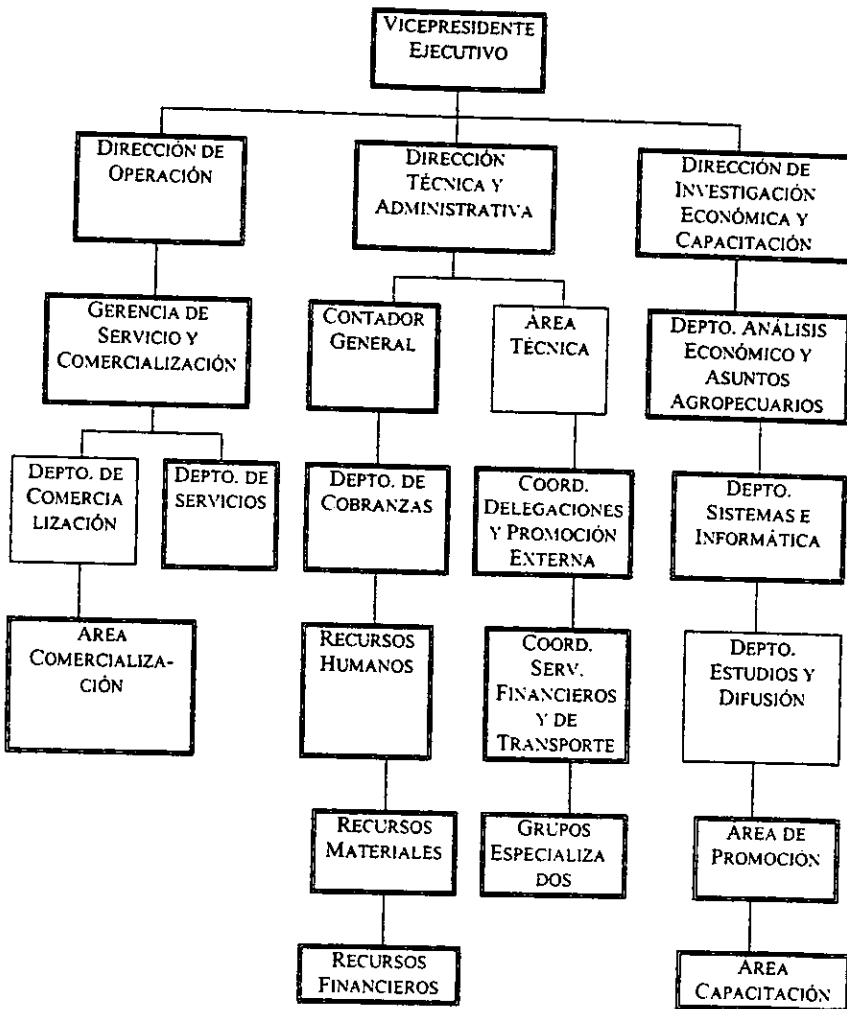 VICEPRESIDENTE
EJECUTIVO
DIRECCIÓN DE
OPERACIÓN
DIRECCIÓN
TÉCNICA Y
ADMINISTRATIVA
DIRECCIÓN DE
INVESTIGACIÓN
ECONÓMICA Y
CAPACITACIÓN
GERENCIA DE
SERVICIO Y
COMERCIALIZACIÓN
CONTADOR
GENERAL
ÁREA
TÉCNICA
DEPTO. ANÁLISIS
ECONÓMICO Y
ASUNTOS
AGROPECUARIOS
DEPTO. DE
COMERCIA
LIZACIÓN
DEPTO. DE
SERVICIOS
DEPTO. DE
COBRANZAS
COORD.
DELEGACIONES
Y PROMOCIÓN
EXTERNA
DEPTO.
SISTEMAS E
INFORMÁTICA
AREA
COMERCIALIZA-
CIÓN
RECURSOS
HUMANOS
COORD.
SERV.
FINANCIEROS
Y DE
TRANSPORTE
DEPTO.
ESTUDIOS Y
DIFUSIÓN
RECURSOS
MATERIALES
GRUPOS
ESPECIALIZA
DOS
ÁREA DE
PROMOCIÓN
RECURSOS
FINANCIEROS
AREA
CAPACITACIÓN